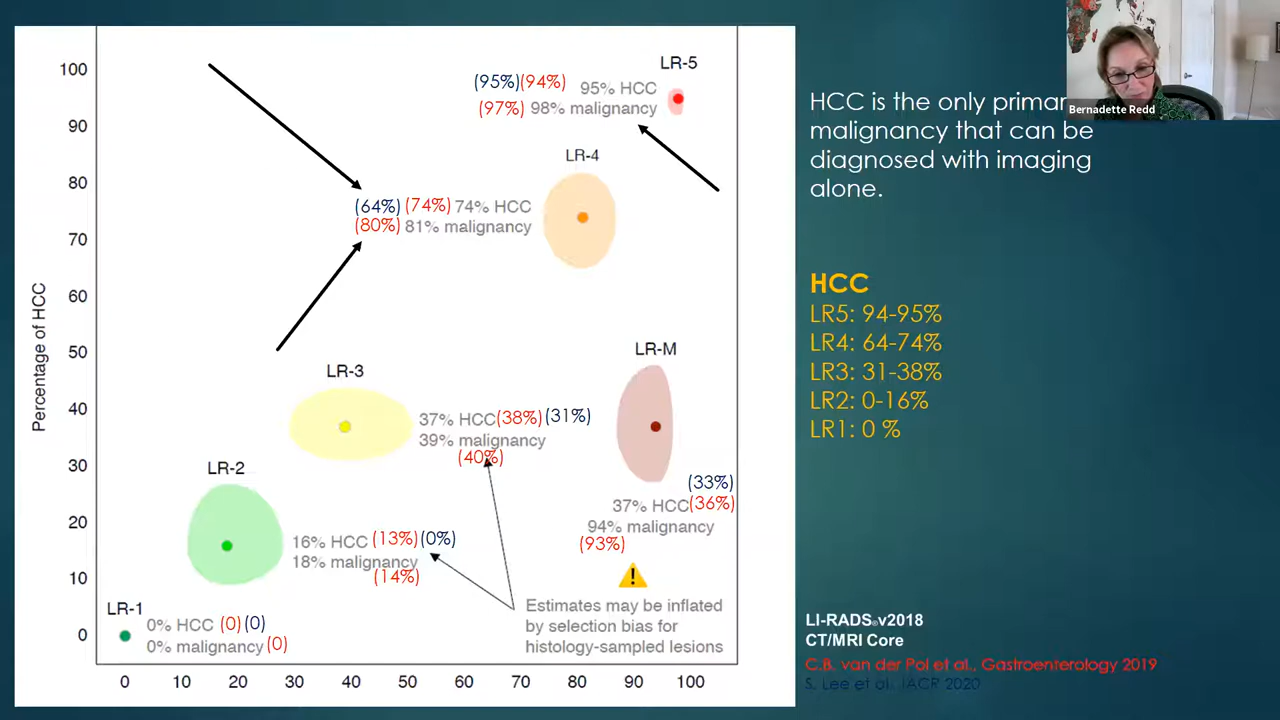 100
90
80
70
60
50
40
30
20
10
0
Percentage of HCC
0 10 20 30 40 50 60 70 80 90 100
LR-5
(95%)(94%) 95% HCC
(97%) 98% malignancy
LR-4
(64%) (74%) 74% HCC
(80%) 81% malignancy
LR-3
37% HCC(38%) (31%)
39% malignancy
(40%)
LR-M
(33%)
37% HCC(36%)
94% malignancy
(93%)
LR-2
16% HCC (13%) (0%)
18% malignancy
(14%)
LR-1
0% HCC (0) (0)
0% malignancy (0)
Estimates may be inflated
by selection bias for
histology-sampled lesions
Bernadette Redd
HCC is the only
malignancy that can be
diagnosed with imaging
alone.
HCC
LR5: 94-95%
LR4: 64-74%
LR3: 31-38%
LR2: 0-16%
LR1: 0 %
LI-RADS®v2018
CT/MRI Core
C.B. van der Pol et al., Gastroenterology 2019
S. Lee et al. JACR 2020